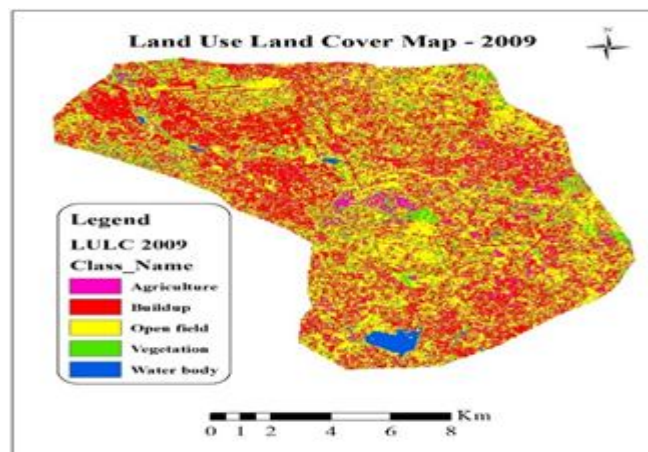 Land Use Land Cover Map - 2009
N
Legend
LULC 2009
Class_Name
Agriculture
Buildup
Open field
Vegetation
Water body
Km
0 1 2 4 6 8